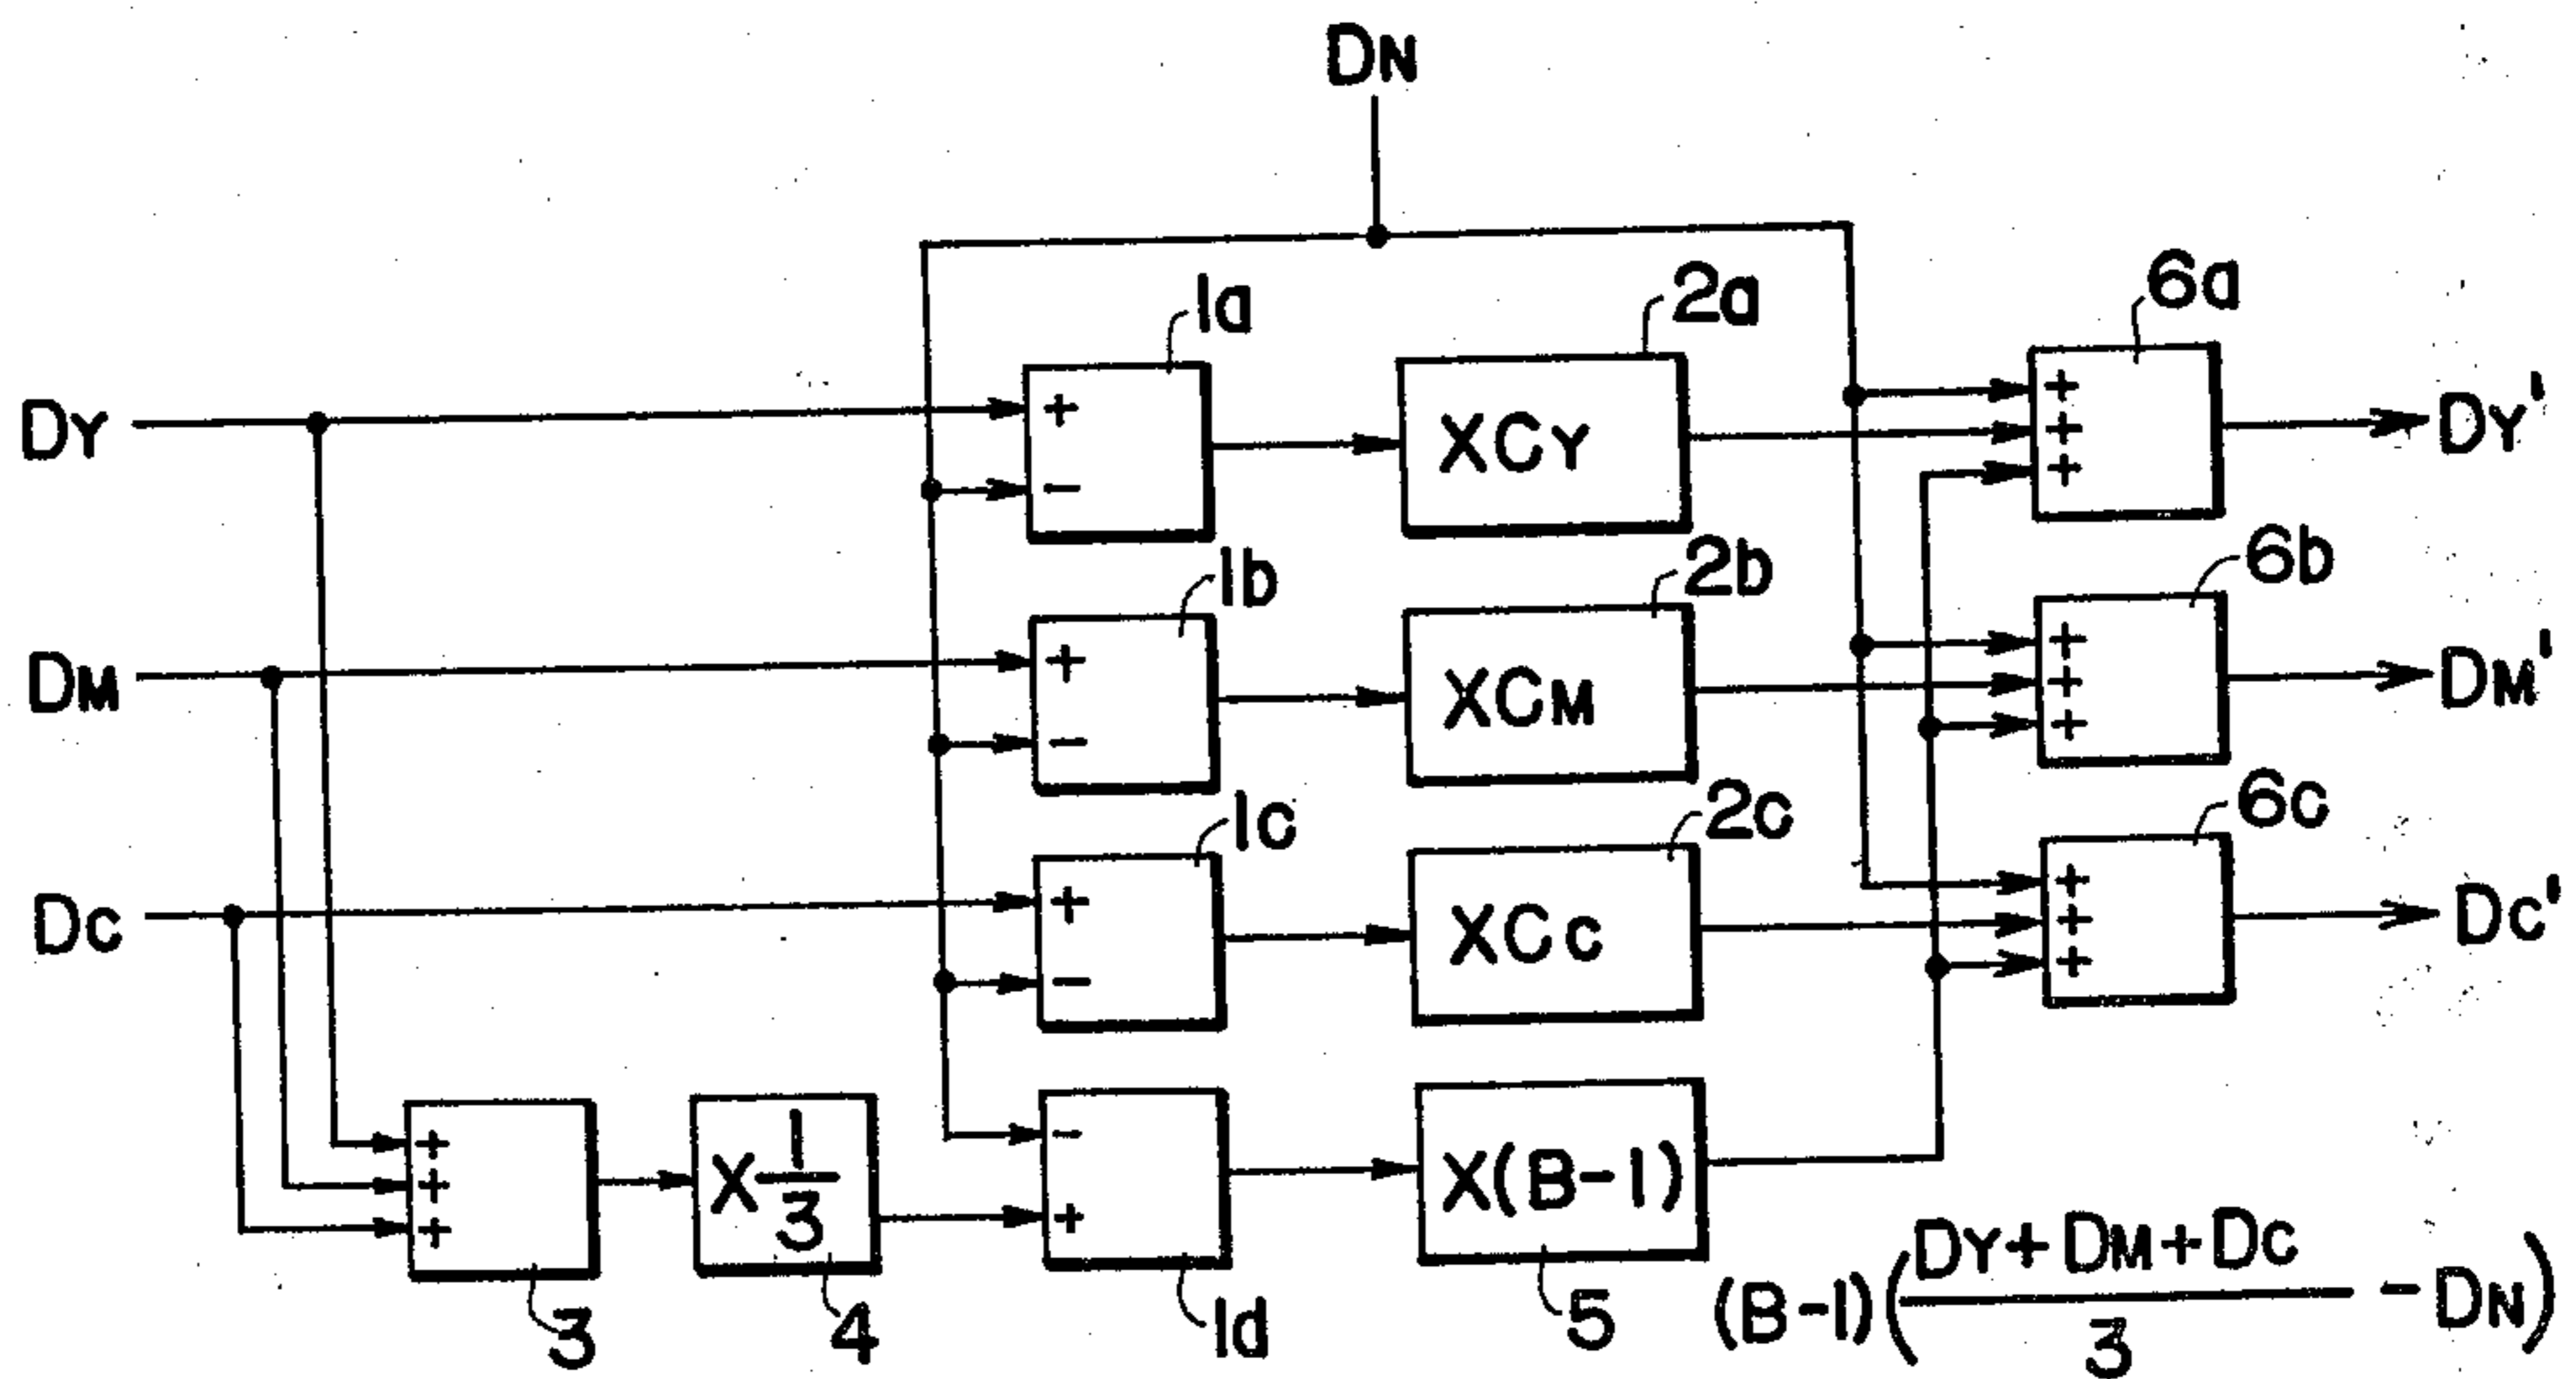 DN
1a
2a
6a
DY
+
-
XCY
+
+
+
DY'
1b
2b
6b
DM
+
-
XCM
+
+
+
DM'
1c
2c
6c
DC
+
-
XCC
+
+
+
DC'
+
+
+
X 1/3
-
+
X(B-1)
3
4
1d
5
(B-1)(DY+DM+DC/3 - DN)